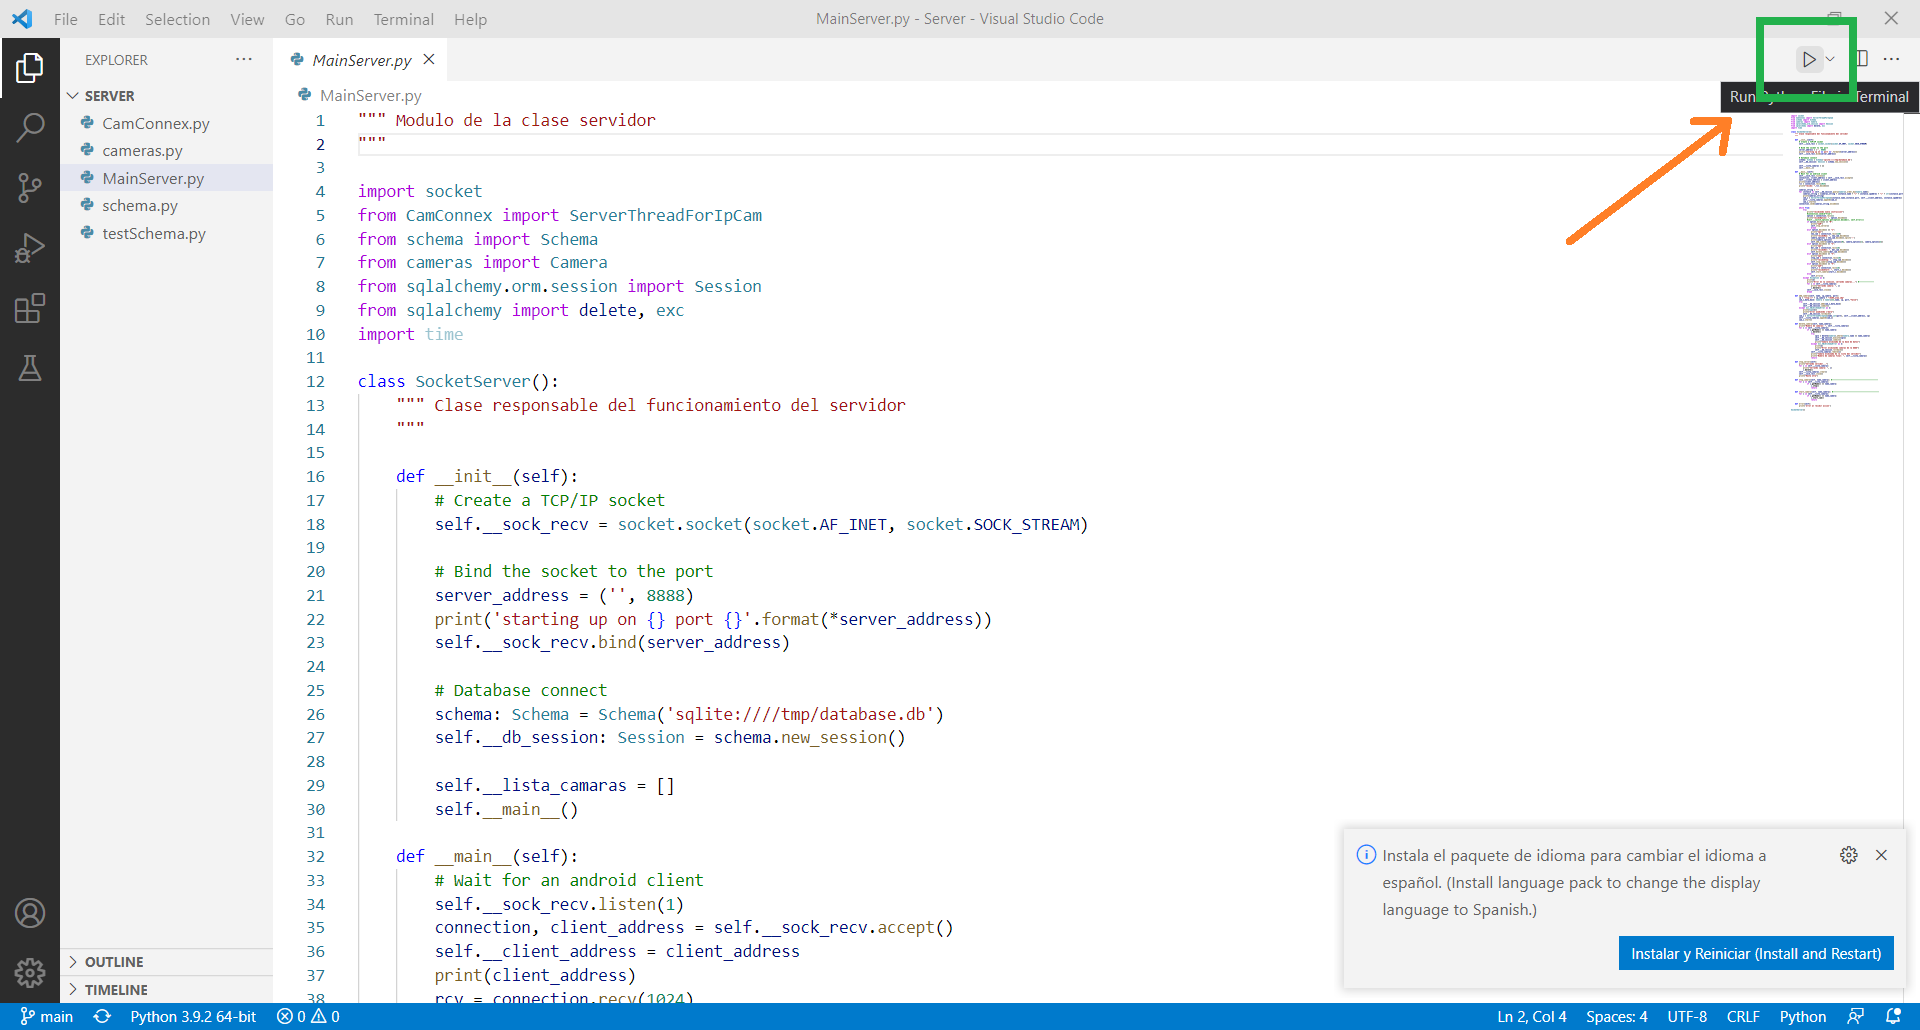 File Edit Selection View Go Run Terminal Help
MainServer.py - Server - Visual Studio Code
EXPLORER
SERVER
CamConnex.py
cameras.py
MainServer.py
schema.py
testSchema.py
OUTLINE
TIMELINE
MainServer.py
Run Python File in Terminal
MainServer.py
1 """ Modulo de la clase servidor
2 """
3
4 import socket
5 from CamConnex import ServerThreadForIpCam
6 from schema import Schema
7 from cameras import Camera
8 from sqlalchemy.orm.session import Session
9 from sqlalchemy import delete, exc
10 import time
11
12 class SocketServer():
13 """ Clase responsable del funcionamiento del servidor
14 """
15
16 def __init__(self):
17 # Create a TCP/IP socket
18 self.__sock_recv = socket.socket(socket.AF_INET, socket.SOCK_STREAM)
19
20 # Bind the socket to the port
21 server_address = ('', 8888)
22 print('starting up on {} port {}'.format(*server_address))
23 self.__sock_recv.bind(server_address)
24
25 # Database connect
26 schema: Schema = Schema('sqlite:////tmp/database.db')
27 self.__db_session: Session = schema.new_session()
28
29 self.__lista_camaras = []
30 self.__main__()
31
32 def __main__(self):
33 # Wait for an android client
34 self.__sock_recv.listen(1)
35 connection, client_address = self.__sock_recv.accept()
36 self.__client_address = client_address
37 print(client_address)
38 rcv = connection.recv(1024)
Instala el paquete de idioma para cambiar el idioma a
español. (Install language pack to change the display
language to Spanish.)
Instalar y Reiniciar (Install and Restart)
main Python 3.9.2 64-bit 0 0 Ln 2, Col 4 Spaces: 4 UTF-8 CRLF Python